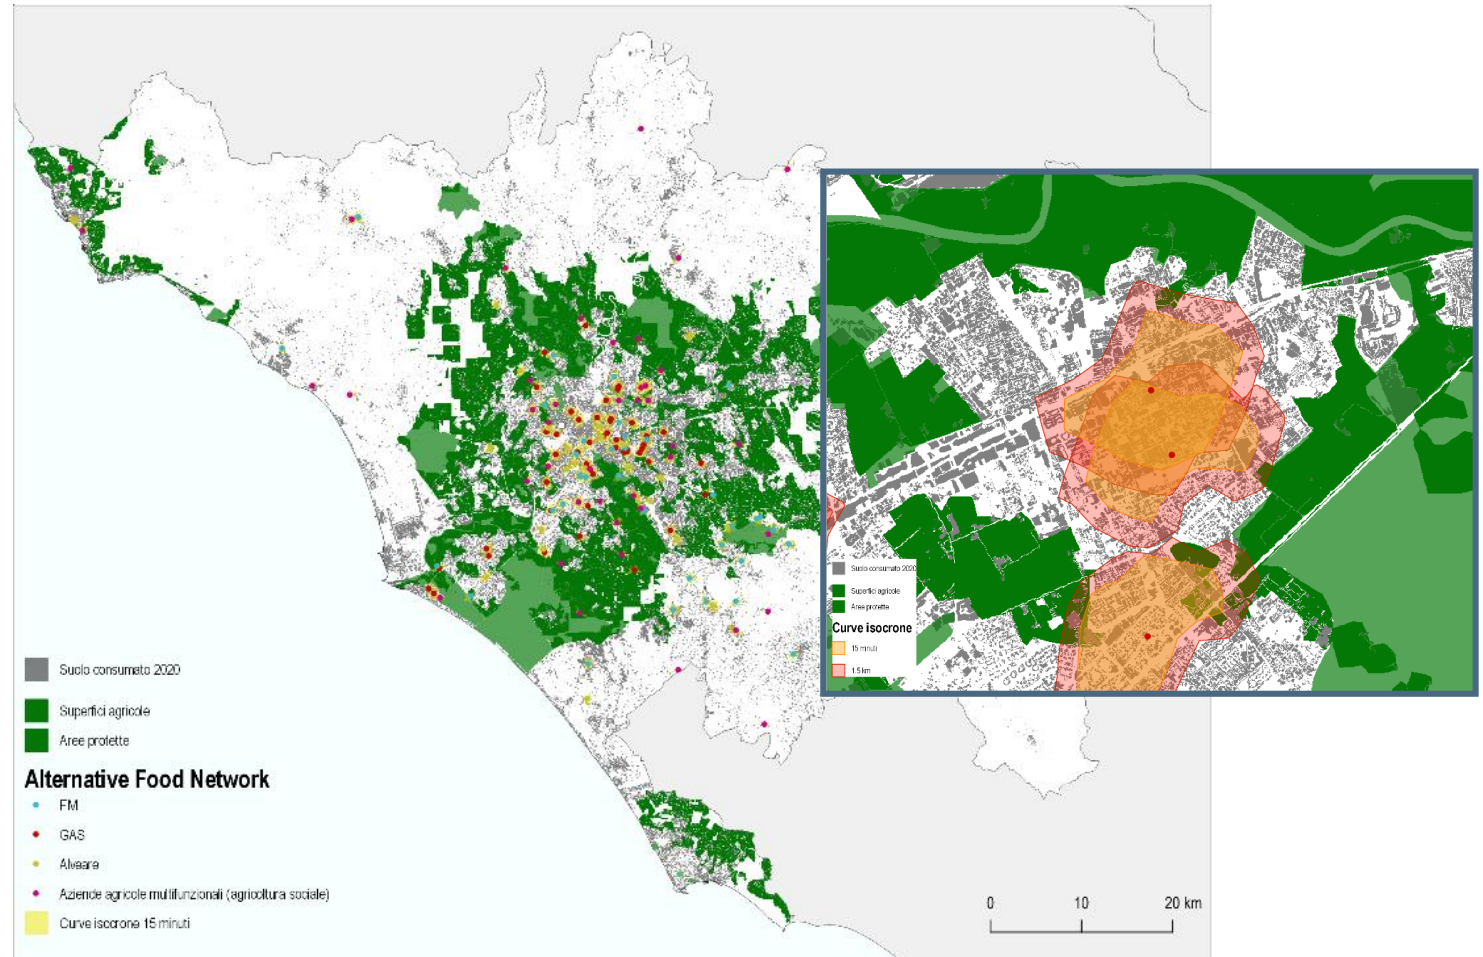 Suolo consumato 2020
Superfici agricole
Aree protette
Alternative Food Network
FM
GAS
Alveare
Aziende agricole multifunzionali (agricoltura sociale)
Curve isocrone 15 minuti
0 10 20 km
Suolo consumato 2020
Superfici agricole
Aree protette
Curve isocrone
15 minuti
1.5 km